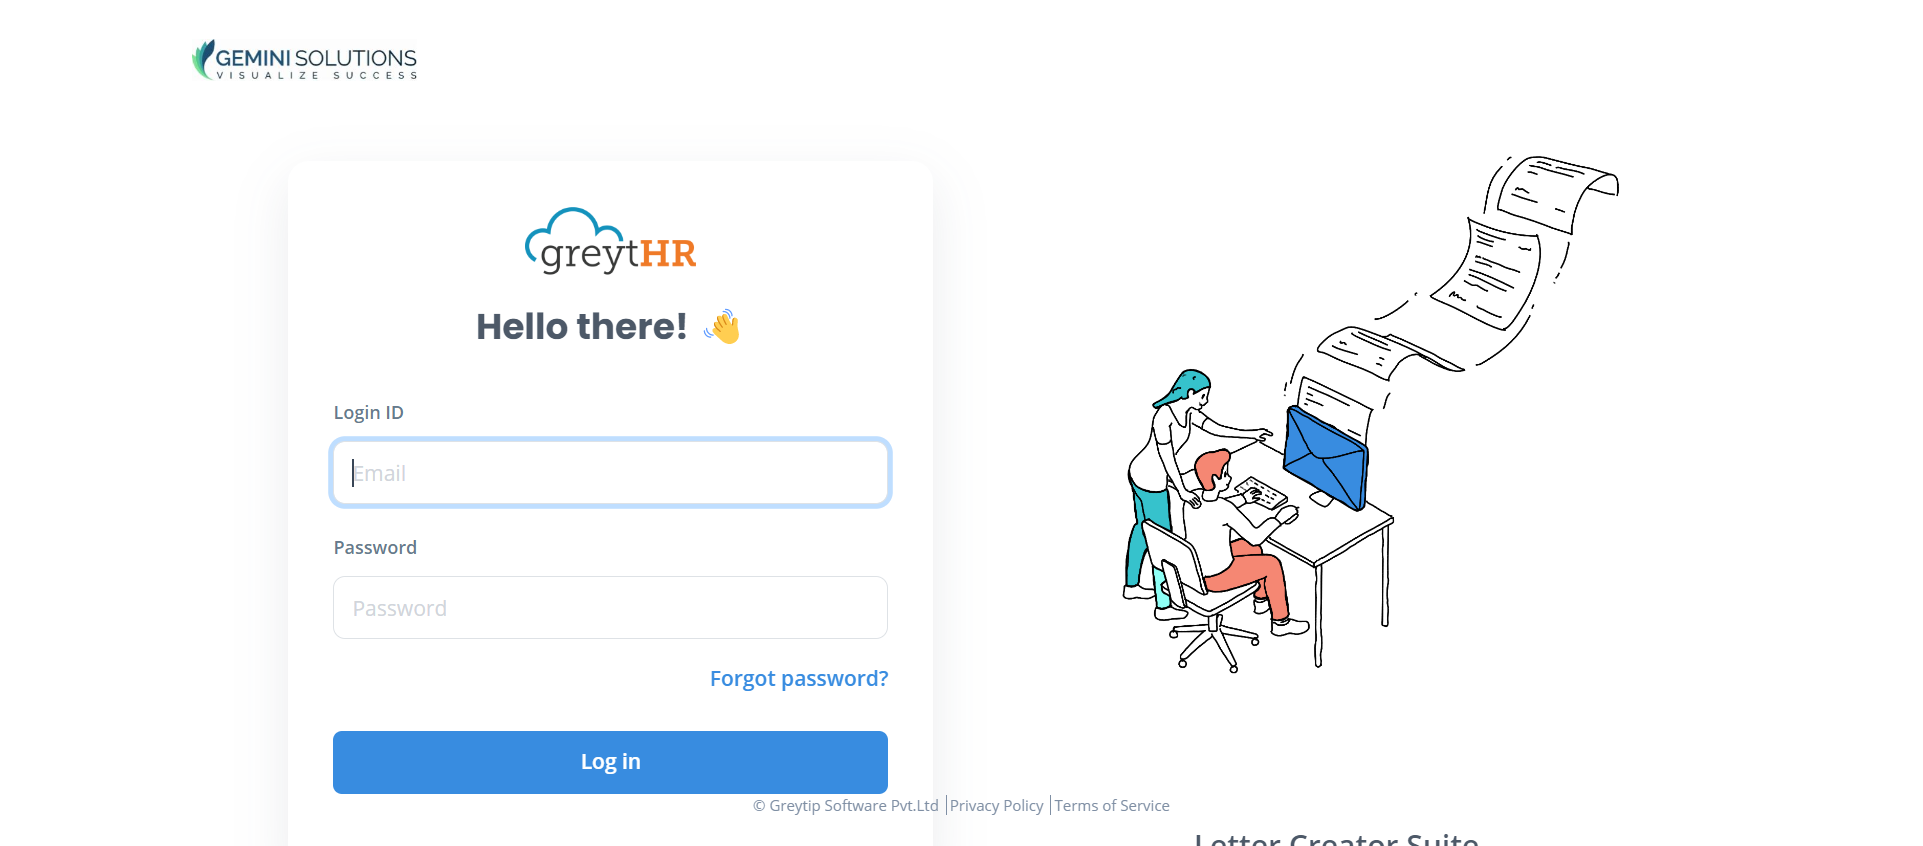 GEMINI SOLUTIONS
VISUALIZE SUCCESS
greytHR
Hello there! 👋
Login ID
Email
Password
Password
Forgot password?
Log in
© Greytip Software Pvt.Ltd | Privacy Policy | Terms of Service
Letter Creator Suite